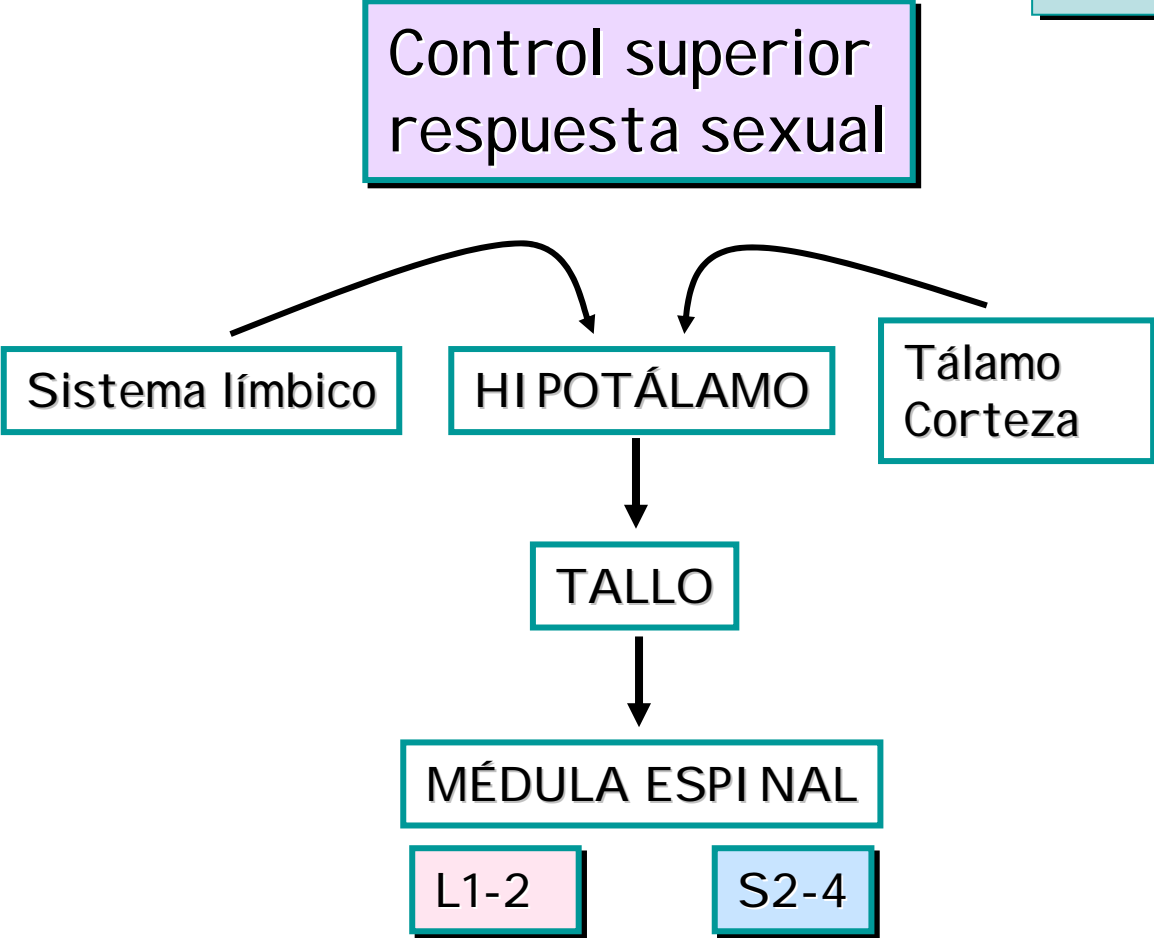 Control superior
respuesta sexual
Sistema límbico
HIPOTÁLAMO
Tálamo
Corteza
TALLO
MÉDULA ESPINAL
L1-2
S2-4